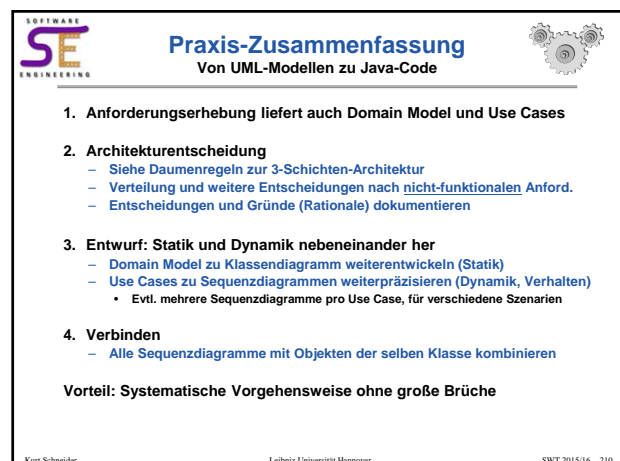 SOFTWARE
SE
ENGINEERING
Praxis-Zusammenfassung
Von UML-Modellen zu Java-Code
1. Anforderungserhebung liefert auch Domain Model und Use Cases
2. Architekturentscheidung
– Siehe Daumenregeln zur 3-Schichten-Architektur
– Verteilung und weitere Entscheidungen nach nicht-funktionalen Anford.
– Entscheidungen und Gründe (Rationale) dokumentieren
3. Entwurf: Statik und Dynamik nebeneinander her
– Domain Model zu Klassendiagramm weiterentwickeln (Statik)
– Use Cases zu Sequenzdiagrammen weiterpräzisieren (Dynamik, Verhalten)
• Evtl. mehrere Sequenzdiagramme pro Use Case, für verschiedene Szenarien
4. Verbinden
– Alle Sequenzdiagramme mit Objekten der selben Klasse kombinieren
Vorteil: Systematische Vorgehensweise ohne große Brüche
Kurt Schneider Leibniz Universität Hannover SWT 2015/16 210